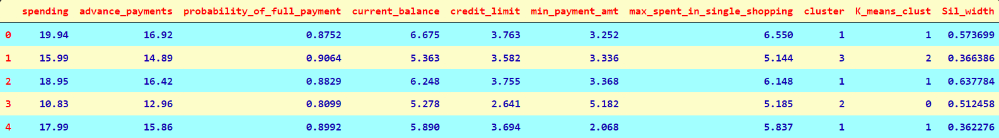 spending advance_payments probability_of_full_payment current_balance credit_limit min_payment_amt max_spent_in_single_shopping cluster K_means_clust Sil_width
0 19.94 16.92 0.8752 6.675 3.763 3.252 6.550 1 1 0.573699
1 15.99 14.89 0.9064 5.363 3.582 3.336 5.144 3 2 0.366386
2 18.95 16.42 0.8829 6.248 3.755 3.368 6.148 1 1 0.637784
3 10.83 12.96 0.8099 5.278 2.641 5.182 5.185 2 0 0.512458
4 17.99 15.86 0.8992 5.890 3.694 2.068 5.837 1 1 0.362276